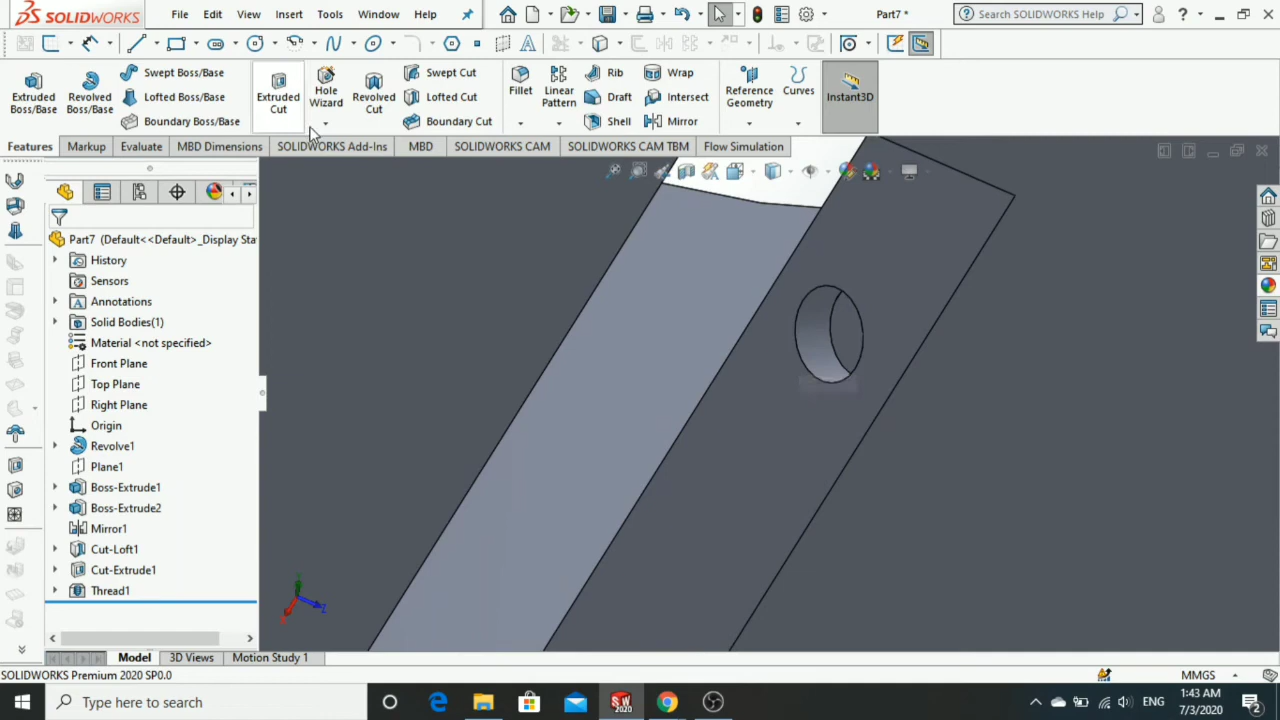 SOLIDWORKS File Edit View Insert Tools Window Help Part7 * Search SOLIDWORKS Help
Extruded Boss/Base
Revolved Boss/Base
Swept Boss/Base
Lofted Boss/Base
Boundary Boss/Base
Extruded Cut
Hole Wizard
Revolved Cut
Swept Cut
Lofted Cut
Boundary Cut
Fillet
Linear Pattern
Rib
Draft
Shell
Wrap
Intersect
Mirror
Reference Geometry
Curves
Instant3D
Features Markup Evaluate MBD Dimensions SOLIDWORKS Add-Ins MBD SOLIDWORKS CAM SOLIDWORKS CAM TBM Flow Simulation
Part7 (Default<<Default>_Display Sta
History
Sensors
Annotations
Solid Bodies(1)
Material <not specified>
Front Plane
Top Plane
Right Plane
Origin
Revolve1
Plane1
Boss-Extrude1
Boss-Extrude2
Mirror1
Cut-Loft1
Cut-Extrude1
Thread1
Model 3D Views Motion Study 1
SOLIDWORKS Premium 2020 SP0.0 MMGS
Type here to search ENG 1:43 AM
7/3/2020